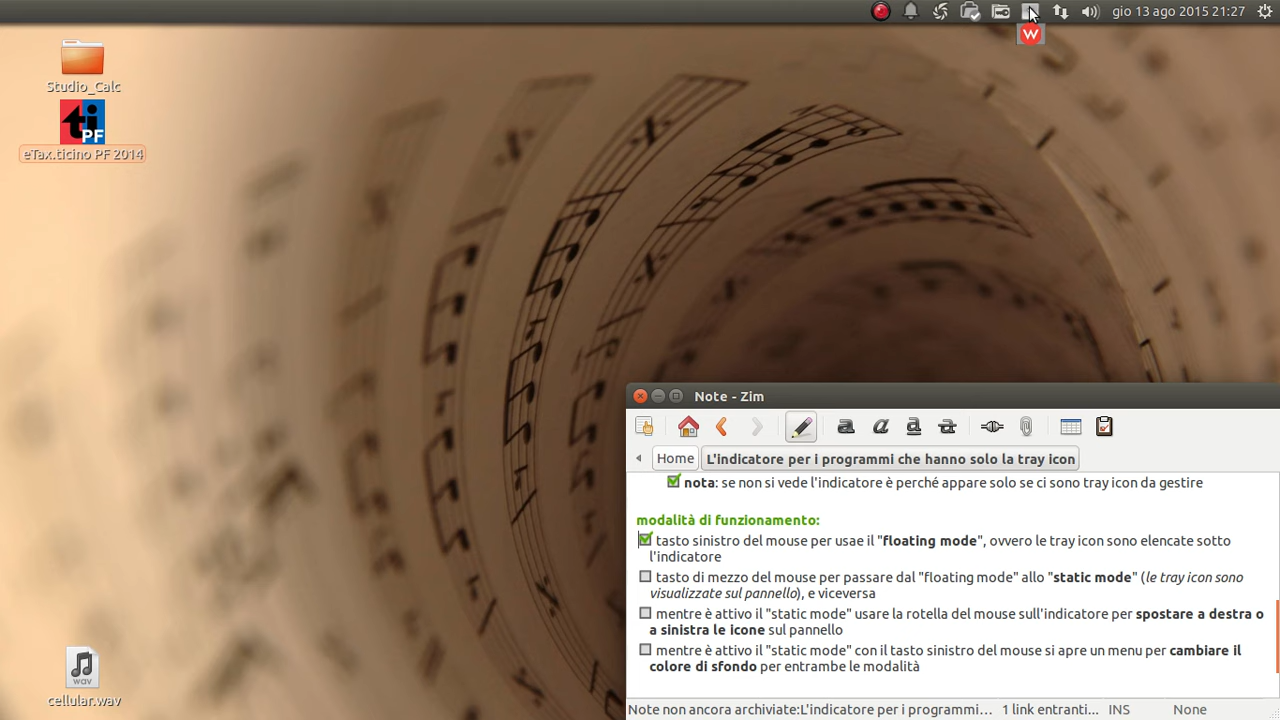 gio 13 ago 2015 21:27
W
Studio_Calc
ti
PF
eTax.ticino PF 2014
Note - Zim
a a a a
Home L'indicatore per i programmi che hanno solo la tray icon
nota: se non si vede l'indicatore è perché appare solo se ci sono tray icon da gestire
modalità di funzionamento:
tasto sinistro del mouse per usae il "floating mode", ovvero le tray icon sono elencate sotto
l'indicatore
tasto di mezzo del mouse per passare dal "floating mode" allo "static mode" (le tray icon sono
visualizzate sul pannello), e viceversa
mentre è attivo il "static mode" usare la rotella del mouse sull'indicatore per spostare a destra o
a sinistra le icone sul pannello
mentre è attivo il "static mode" con il tasto sinistro del mouse si apre un menu per cambiare il
colore di sfondo per entrambe le modalità
Note non ancora archiviate:L'indicatore per i programmi... 1 link entranti... INS None
wav
cellular.wav